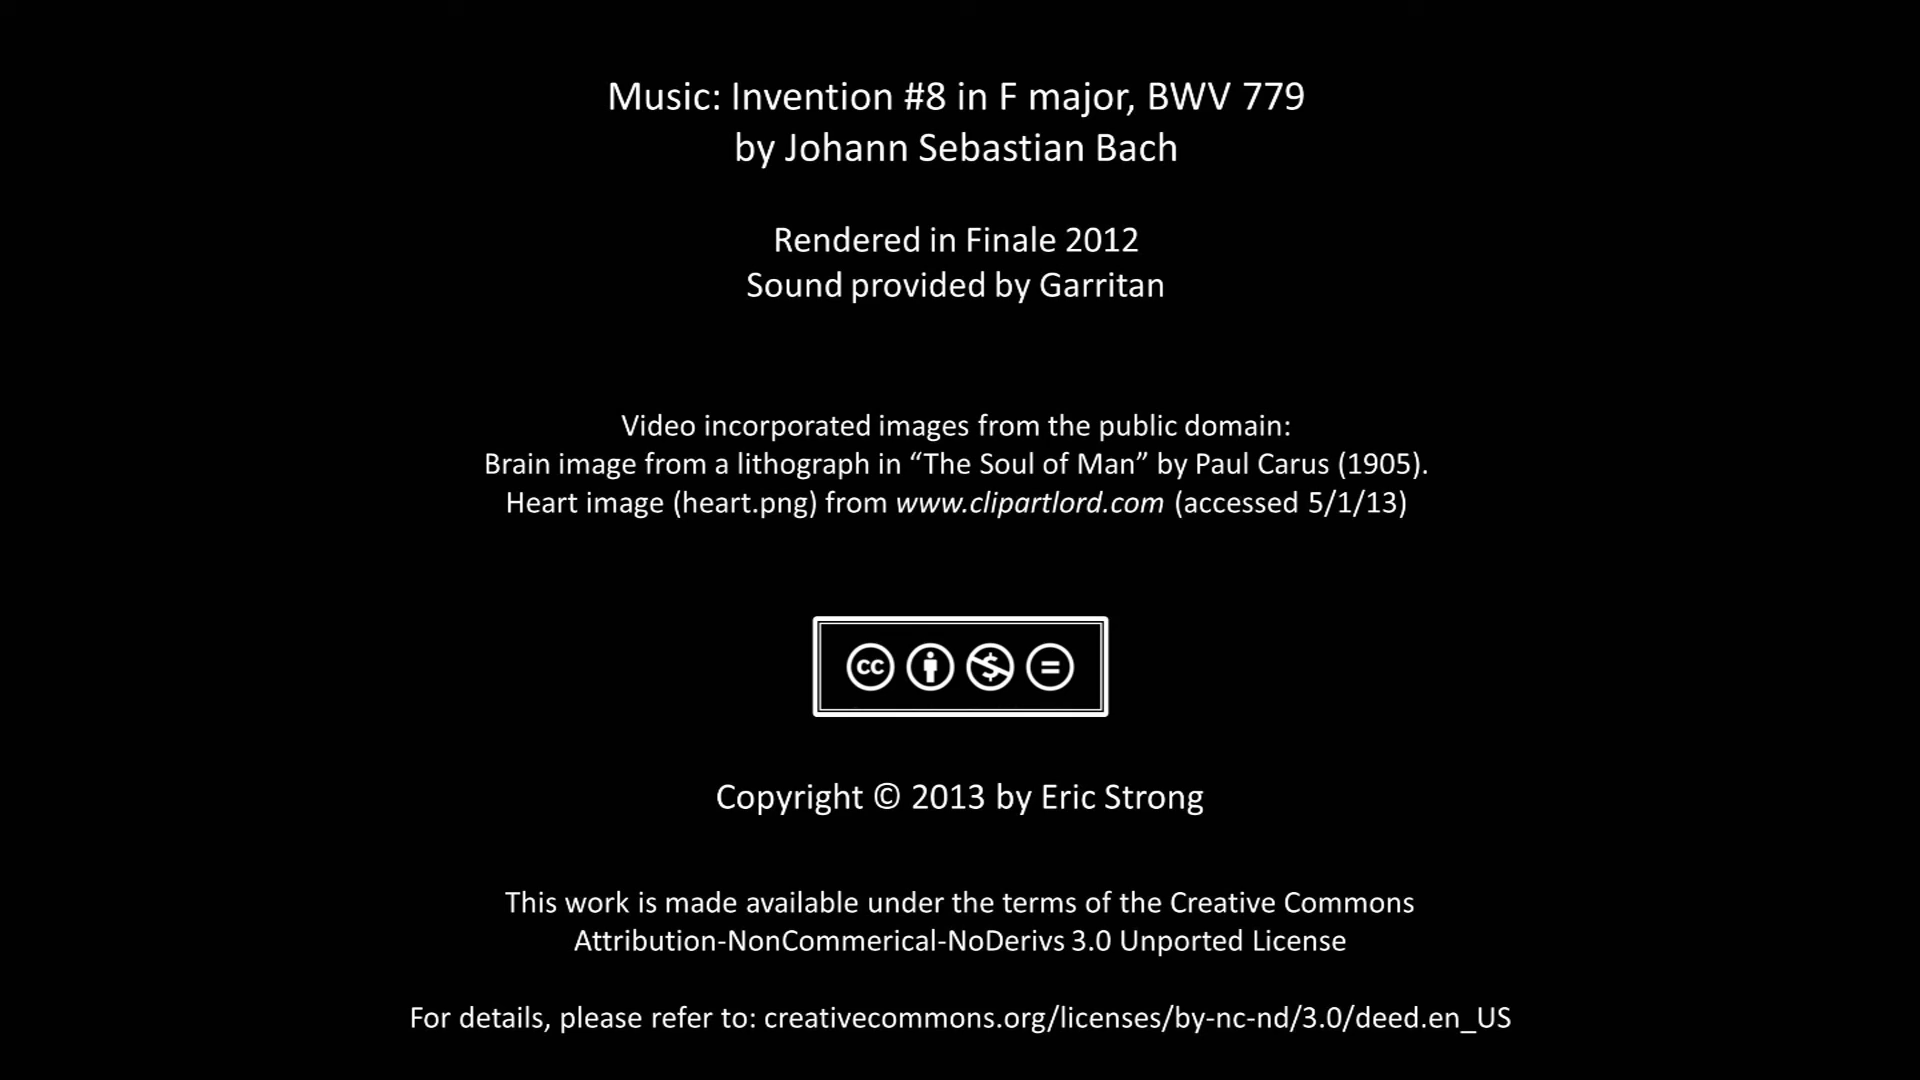 Music: Invention #8 in F major, BWV 779
by Johann Sebastian Bach
Rendered in Finale 2012
Sound provided by Garritan
Video incorporated images from the public domain:
Brain image from a lithograph in “The Soul of Man” by Paul Carus (1905).
Heart image (heart.png) from www.clipartlord.com (accessed 5/1/13)
cc $ =
Copyright © 2013 by Eric Strong
This work is made available under the terms of the Creative Commons
Attribution-NonCommerical-NoDerivs 3.0 Unported License
For details, please refer to: creativecommons.org/licenses/by-nc-nd/3.0/deed.en_US